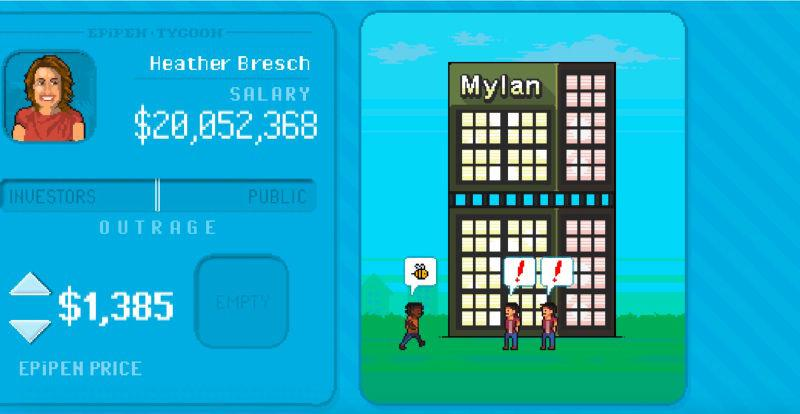 EPiPEN·TYCOON
Heather Bresch
SALARY
$20,052,368
INVESTORS
PUBLIC
OUTRAGE
$1,385
EMPTY
EPiPEN PRICE
Mylan
!
!